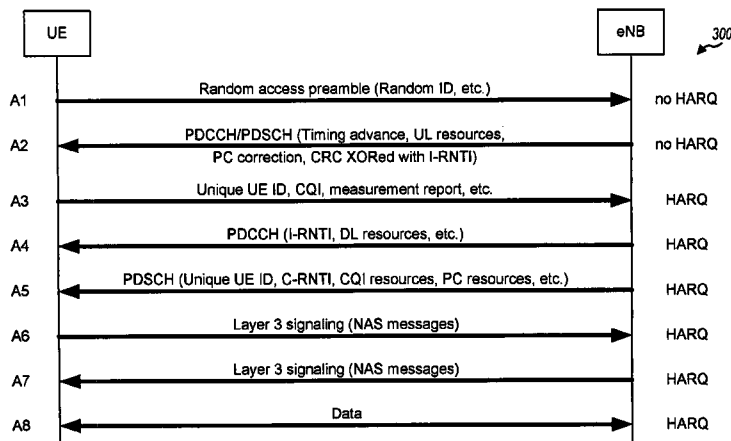 UE
eNB
300
A1
Random access preamble (Random ID, etc.)
no HARQ
A2
PDCCH/PDSCH (Timing advance, UL resources,
PC correction, CRC XORed with I-RNTI)
no HARQ
A3
Unique UE ID, CQI, measurement report, etc.
HARQ
A4
PDCCH (I-RNTI, DL resources, etc.)
HARQ
A5
PDSCH (Unique UE ID, C-RNTI, CQI resources, PC resources, etc.)
HARQ
A6
Layer 3 signaling (NAS messages)
HARQ
A7
Layer 3 signaling (NAS messages)
HARQ
A8
Data
HARQ